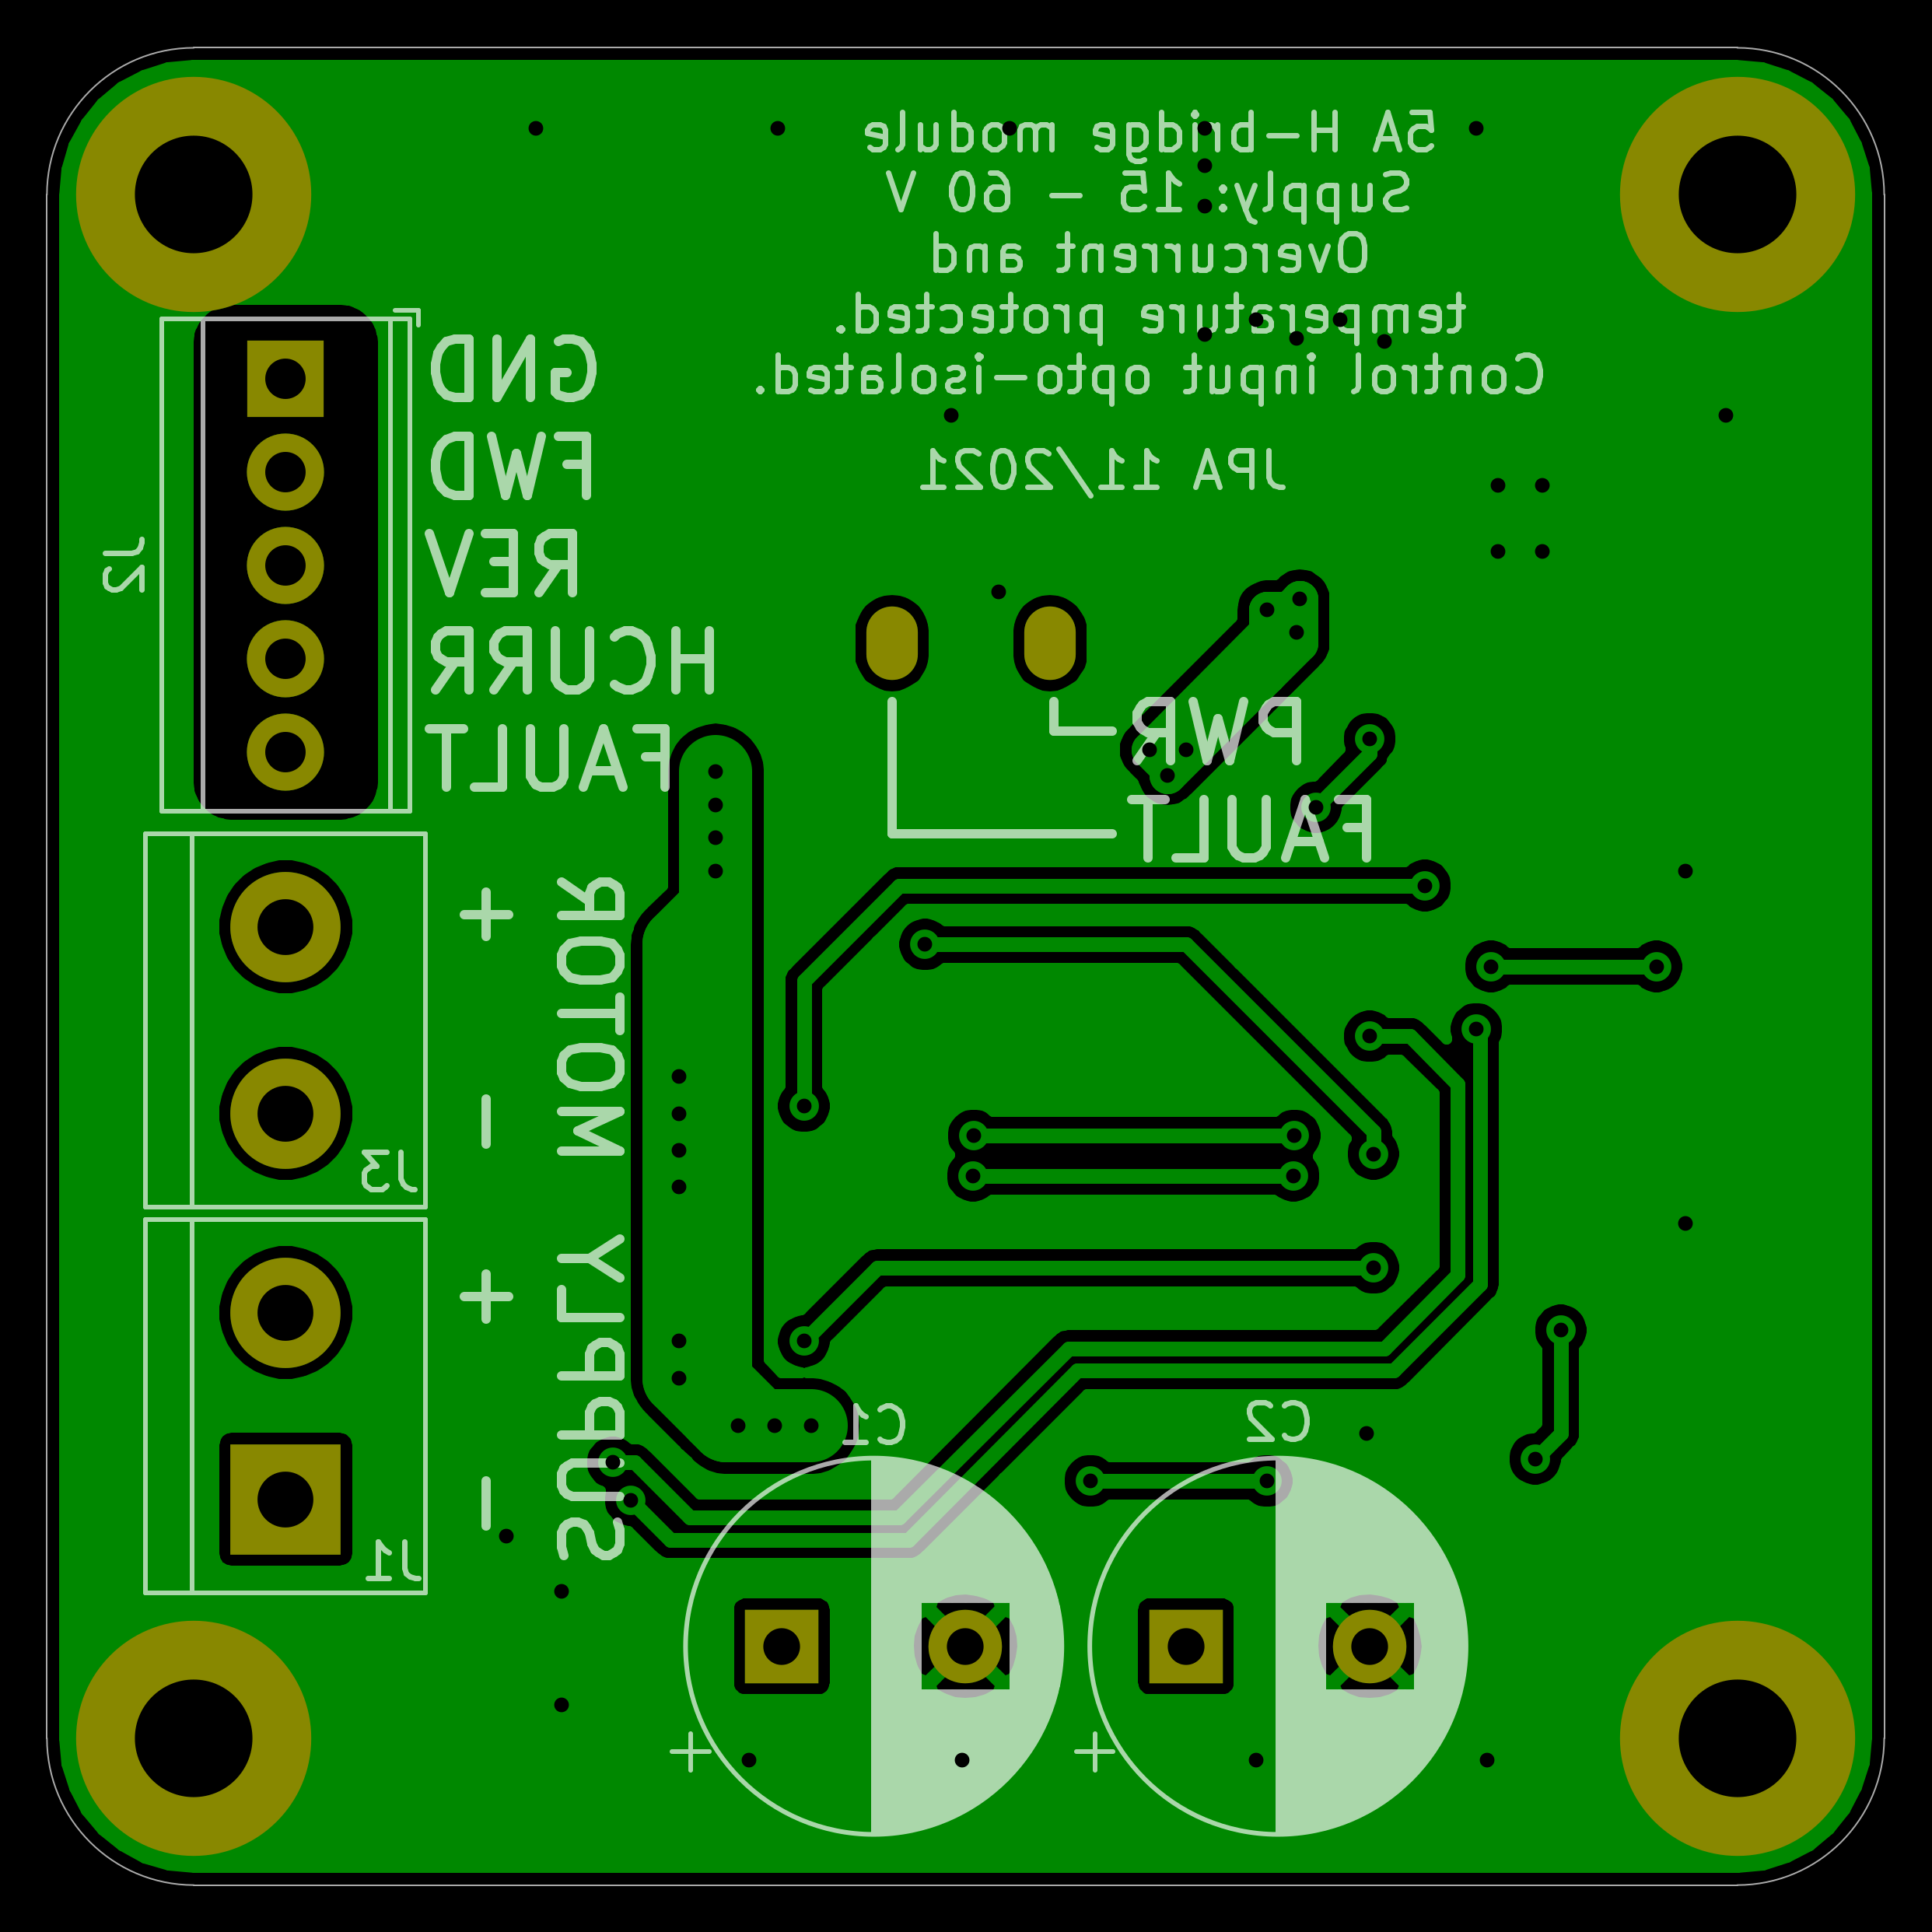 5A H-bridge module
Supply: 15 - 60 V
Overcurrent and
temperature protected.
Control input opto-isolated.
JPA 11/2021
GND
FWD
REV
HCURR
FAULT
J2
PWR
FAULT
+
-
MOTOR
J3
+
-
SUPPLY
J1
C1
C2
+
+